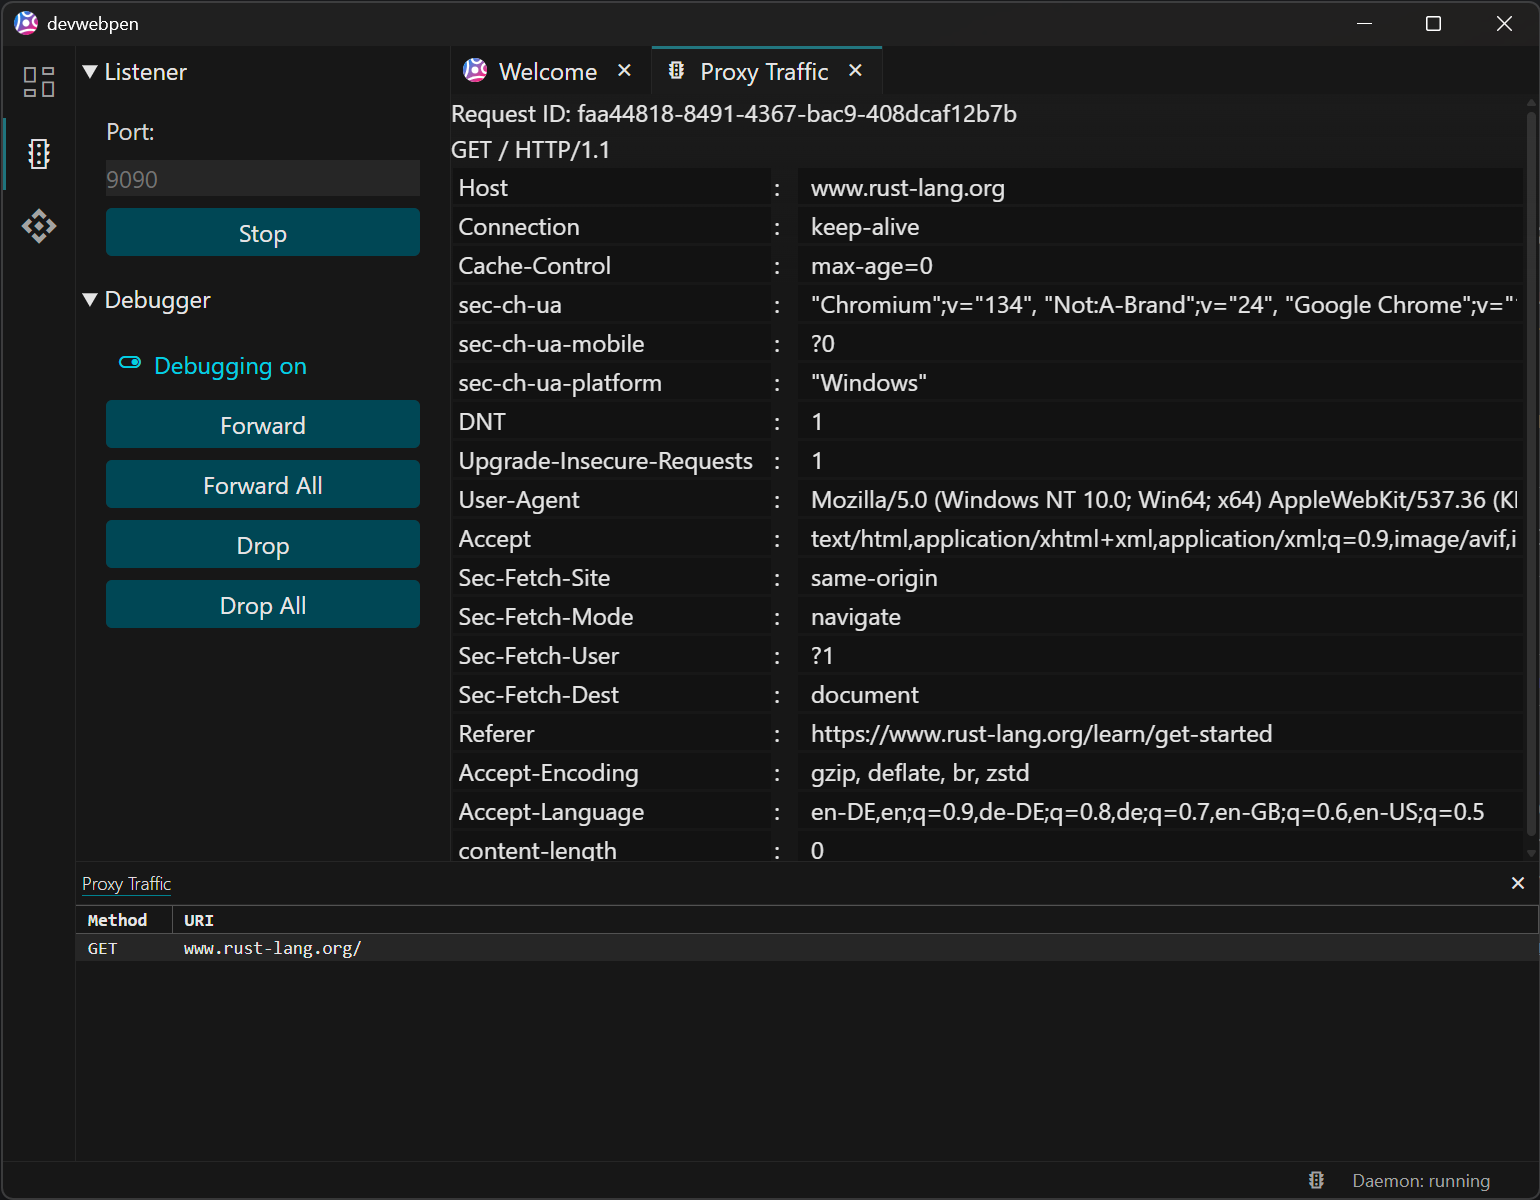 devwebpen
Listener
Port:
9090
Stop
Debugger
Debugging on
Forward
Forward All
Drop
Drop All
Welcome
Proxy Traffic
Request ID: faa44818-8491-4367-bac9-408dcaf12b7b
GET / HTTP/1.1
Host : www.rust-lang.org
Connection : keep-alive
Cache-Control : max-age=0
sec-ch-ua : "Chromium";v="134", "Not:A-Brand";v="24", "Google Chrome";v="
sec-ch-ua-mobile : ?0
sec-ch-ua-platform : "Windows"
DNT : 1
Upgrade-Insecure-Requests : 1
User-Agent : Mozilla/5.0 (Windows NT 10.0; Win64; x64) AppleWebKit/537.36 (K
Accept : text/html,application/xhtml+xml,application/xml;q=0.9,image/avif,i
Sec-Fetch-Site : same-origin
Sec-Fetch-Mode : navigate
Sec-Fetch-User : ?1
Sec-Fetch-Dest : document
Referer : https://www.rust-lang.org/learn/get-started
Accept-Encoding : gzip, deflate, br, zstd
Accept-Language : en-DE,en;q=0.9,de-DE;q=0.8,de;q=0.7,en-GB;q=0.6,en-US;q=0.5
content-length : 0
Proxy Traffic
Method URI
GET www.rust-lang.org/
Daemon: running